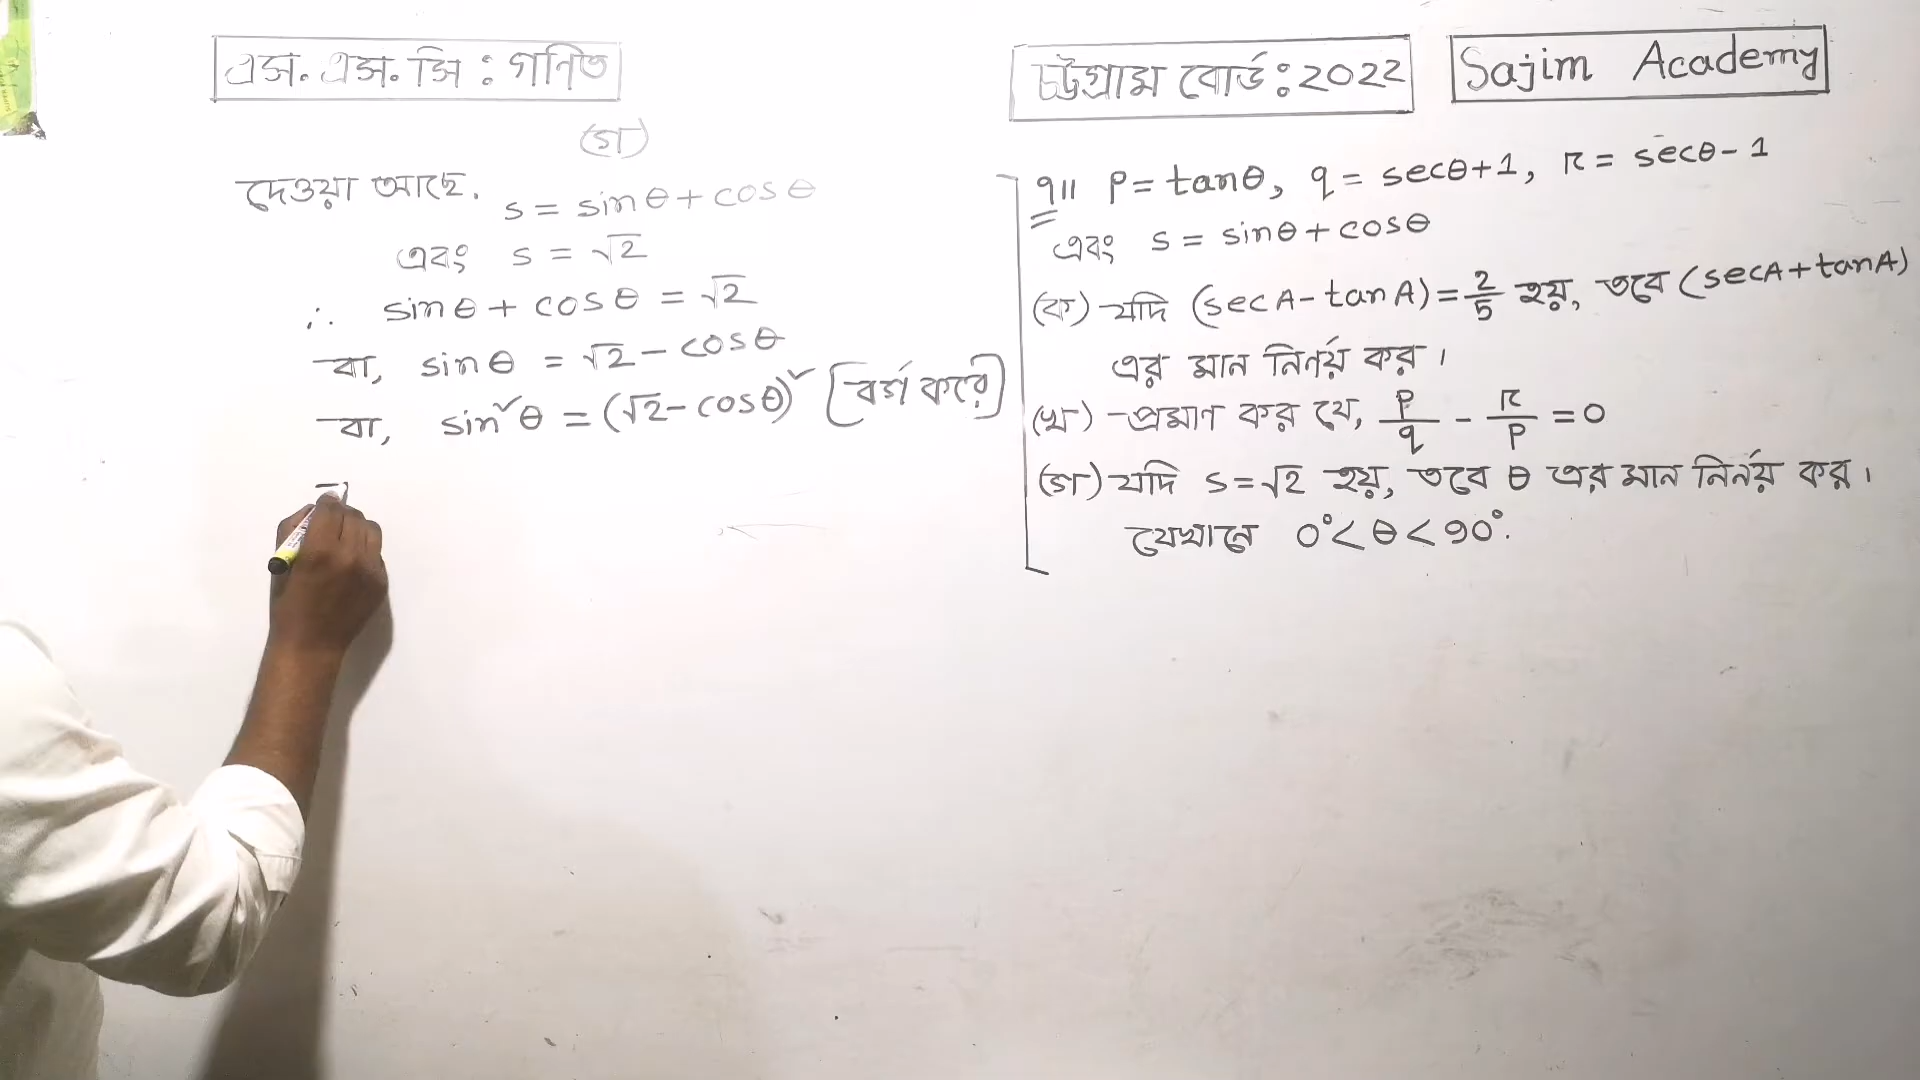 এস. এস. সি : গনিত
চট্টগ্রাম বোর্ড : 2022
Sajim Academy
(গ)
দেওয়া আছে. s = sinθ + cosθ
এবং s = √2
∴ sinθ + cosθ = √2
বা, sinθ = √2 - cosθ
বা, sin²θ = (√2 - cosθ)² [বর্গ করে]
৭॥ P = tanθ, q = secθ+1, r = secθ-1
এবং s = sinθ + cosθ
(ক) যদি (secA - tanA) = 2/5 হয়, তবে (secA + tanA)
এর মান নির্ণয় কর।
(খ) প্রমাণ কর যে, P/q - r/P = 0
(গ) যদি s = √2 হয়, তবে θ এর মান নির্নয় কর।
যেখানে 0° < θ < 90°.